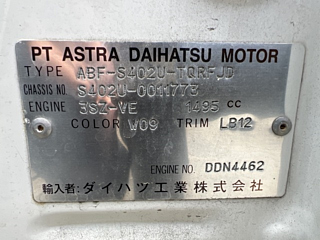 PT ASTRA DAIHATSU MOTOR
TYPE ABF-S402U-TQRFJD
CHASSIS NO. S402U-0011773
ENGINE 3SZ-VE 1495 CC
COLOR W09 TRIM LB12
ENGINE NO. DDN4462
輸入者: ダイハツ工業株式会社